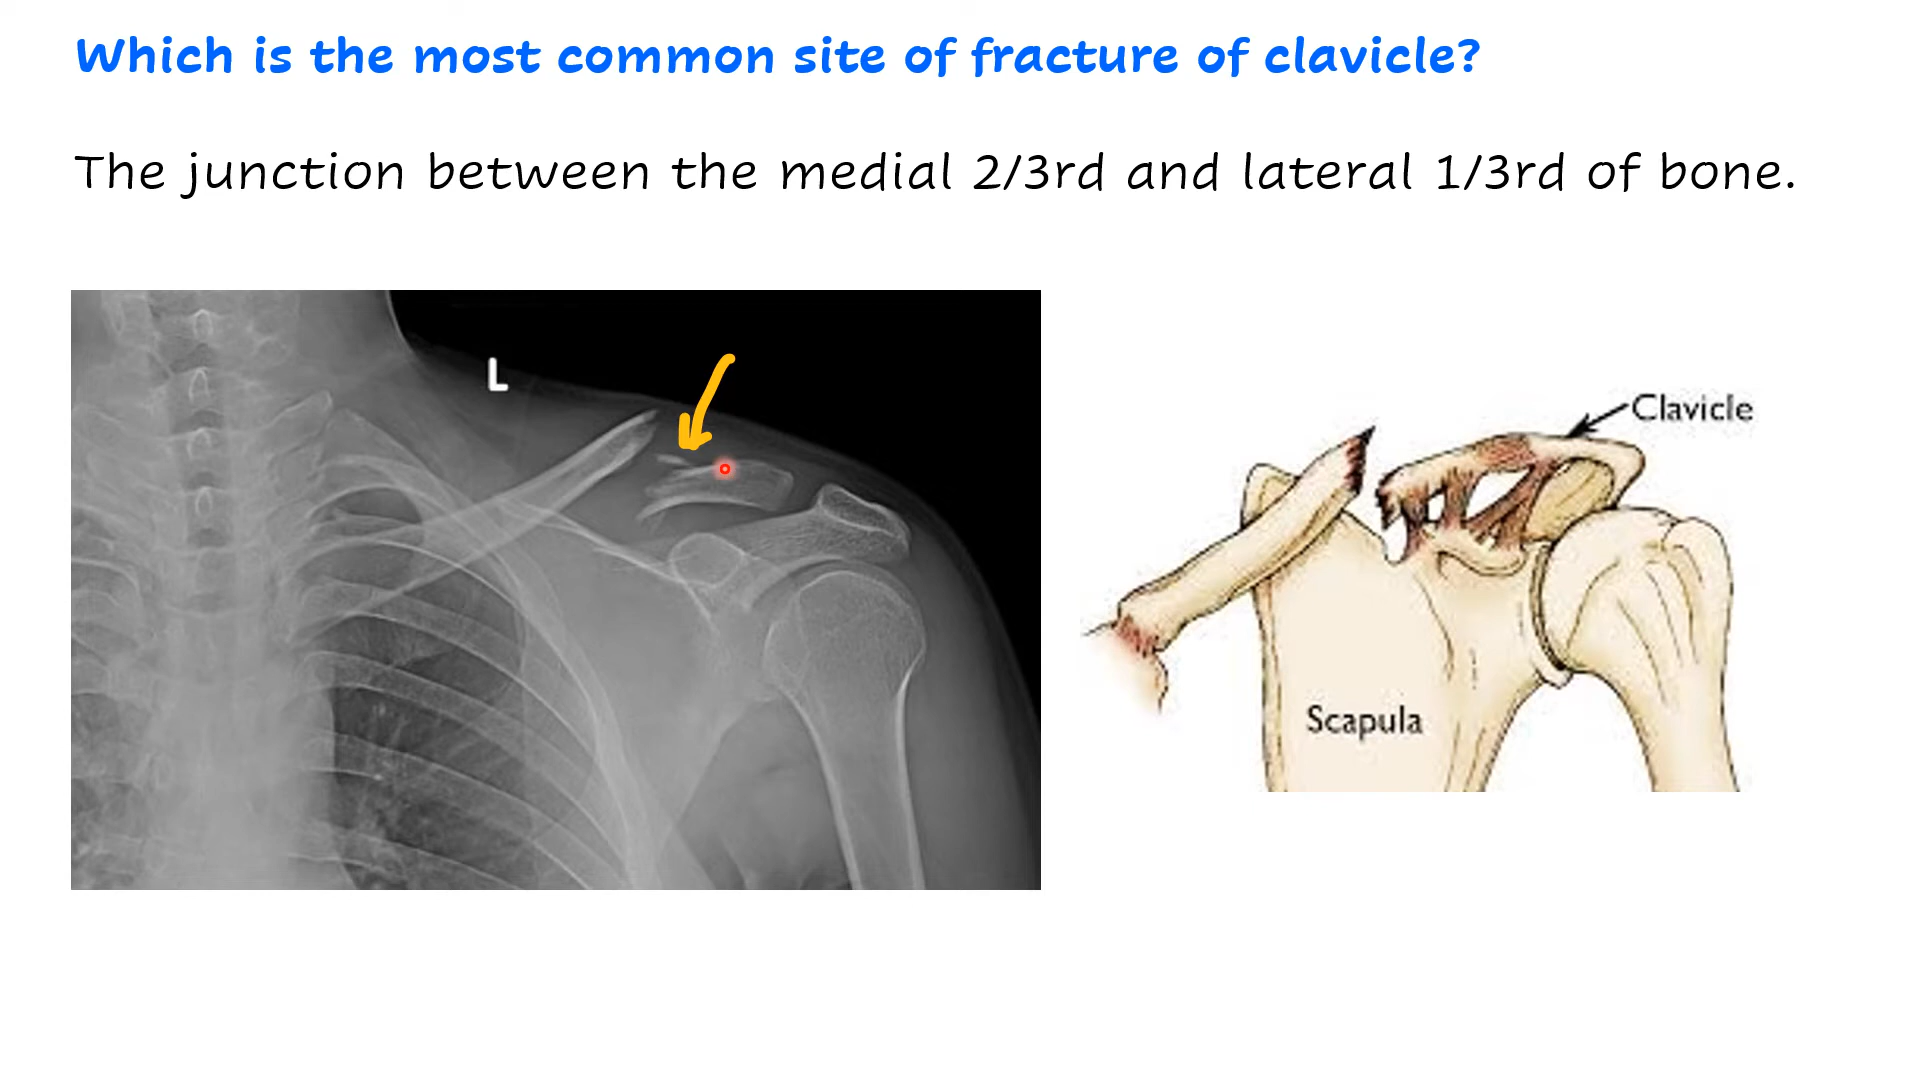 Which is the most common site of fracture of clavicle?
The junction between the medial 2/3rd and lateral 1/3rd of bone.
L
Clavicle
Scapula